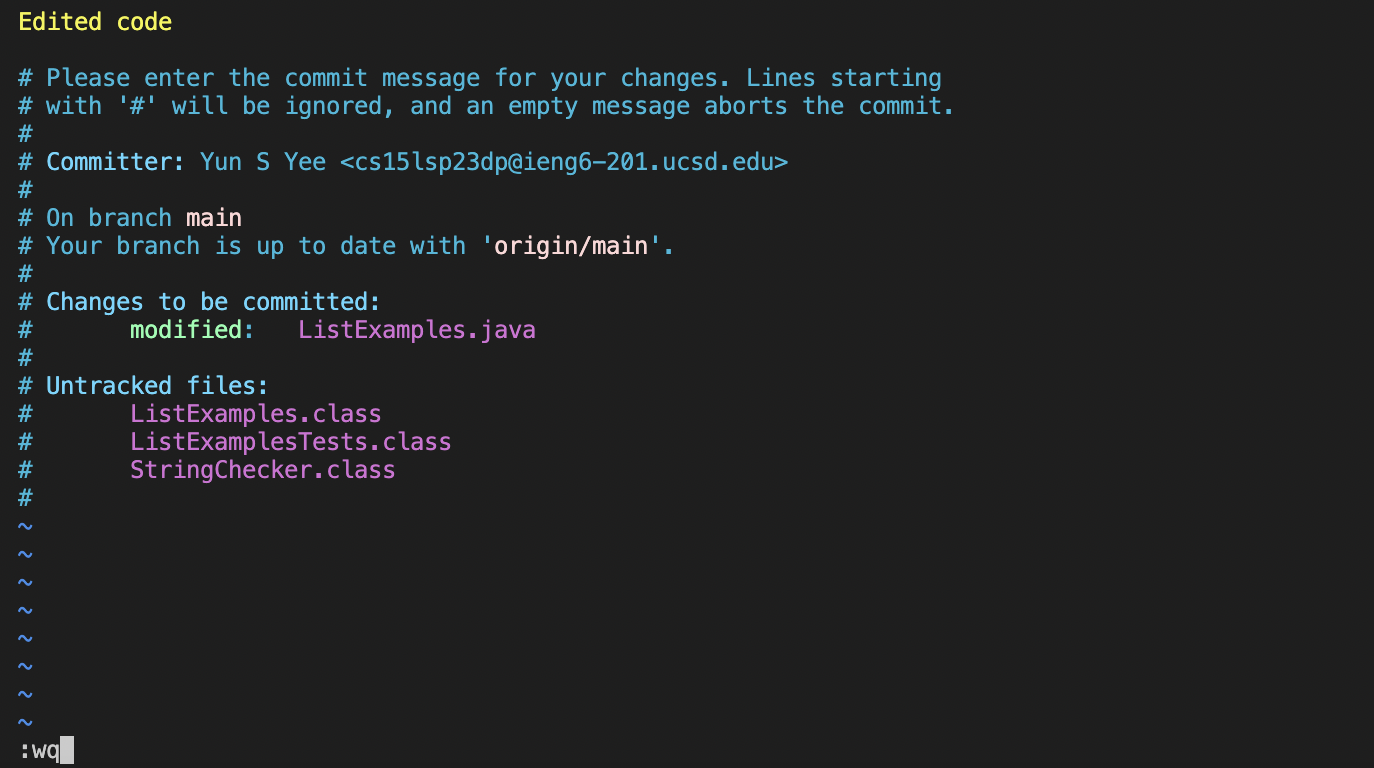 Edited code
# Please enter the commit message for your changes. Lines starting
# with '#' will be ignored, and an empty message aborts the commit.
#
# Committer: Yun S Yee <cs15lsp23dp@ieng6-201.ucsd.edu>
#
# On branch main
# Your branch is up to date with 'origin/main'.
#
# Changes to be committed:
#       modified:   ListExamples.java
#
# Untracked files:
#       ListExamples.class
#       ListExamplesTests.class
#       StringChecker.class
#
~
~
~
~
~
~
~
~
:wq